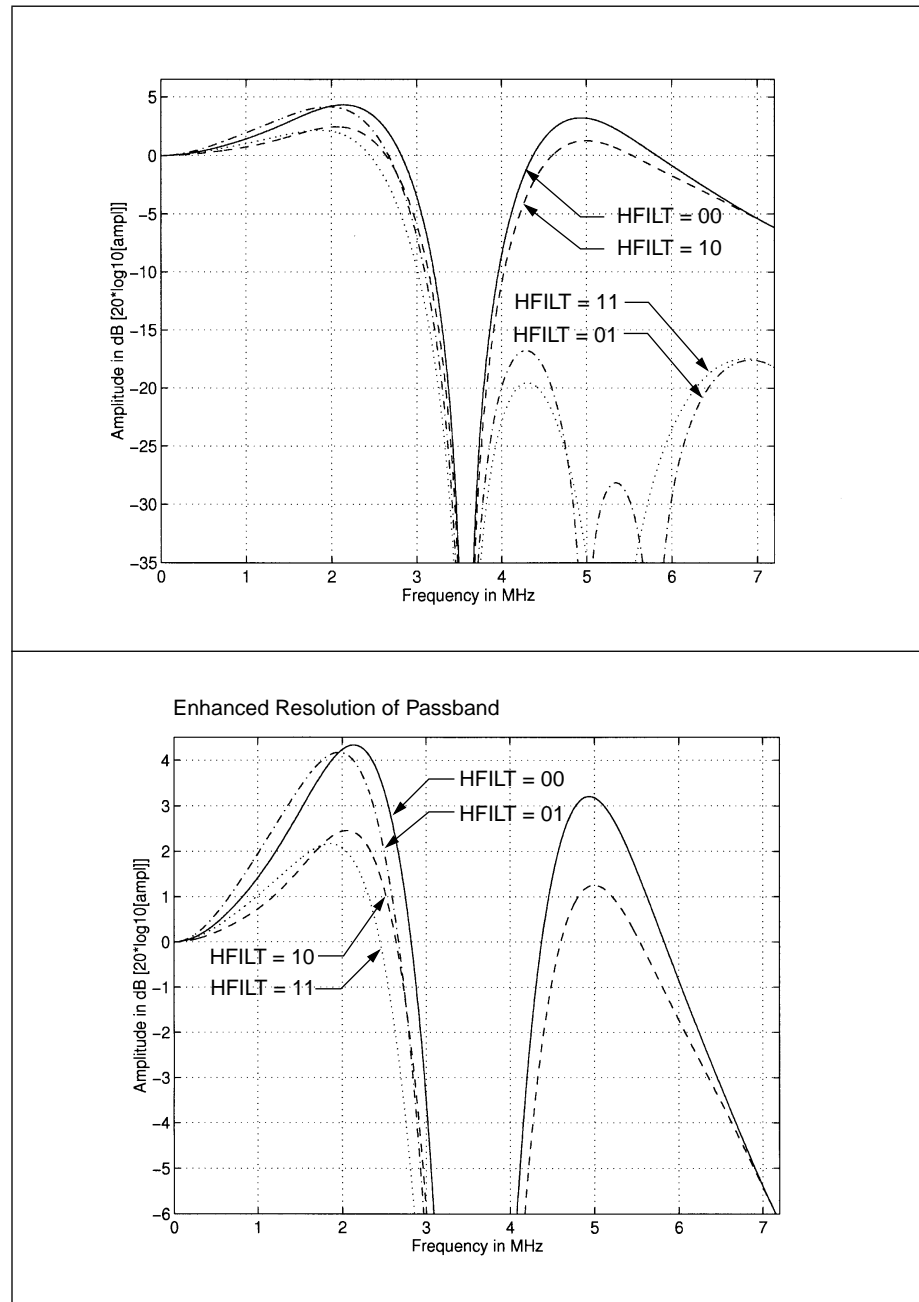 5
0
−5
−10
−15
−20
−25
−30
−35
Amplitude in dB [20*log10[ampl]]
HFILT = 00
HFILT = 10
HFILT = 11
HFILT = 01
0 1 2 3 4 5 6 7
Frequency in MHz
Enhanced Resolution of Passband
4
3
2
1
0
−1
−2
−3
−4
−5
−6
Amplitude in dB [20*log10[ampl]]
HFILT = 00
HFILT = 01
HFILT = 10
HFILT = 11
0 1 2 3 4 5 6 7
Frequency in MHz